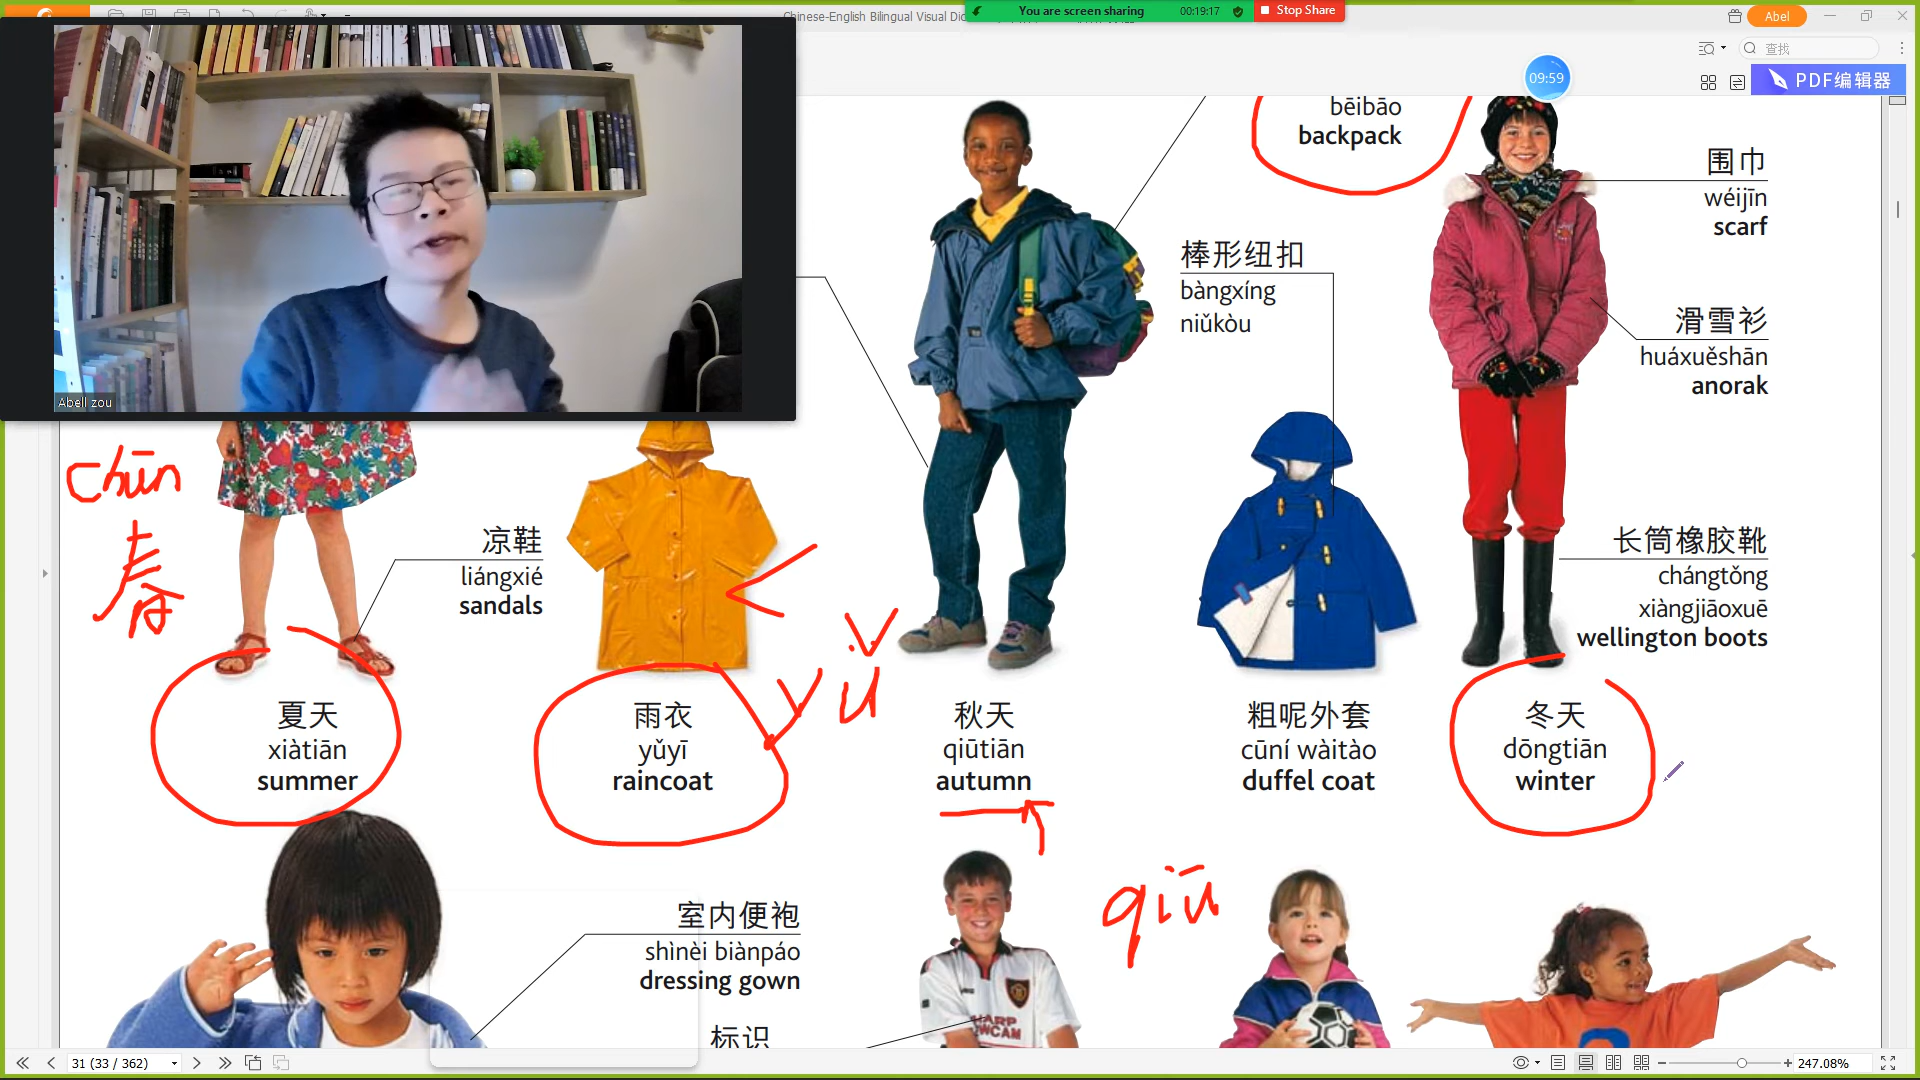 Chinese-English Bilingual Visual Dic
You are screen sharing
00:19:17
Stop Share
Abel
查找
09:59
PDF编辑器
Abell zou
bēibāo
backpack
围巾
wéijīn
scarf
棒形纽扣
bàngxíng
niǔkòu
滑雪衫
huáxuěshān
anorak
chūn
春
凉鞋
liángxié
sandals
长筒橡胶靴
chángtǒng
xiàngjiāoxuē
wellington boots
yǔ
夏天
xiàtiān
summer
雨衣
yǔyī
raincoat
秋天
qiūtiān
autumn
粗呢外套
cūní wàitào
duffel coat
冬天
dōngtiān
winter
qiū
室内便袍
shìnèi biànpáo
dressing gown
标识
SHARP
31 (33 / 362)
247.08%